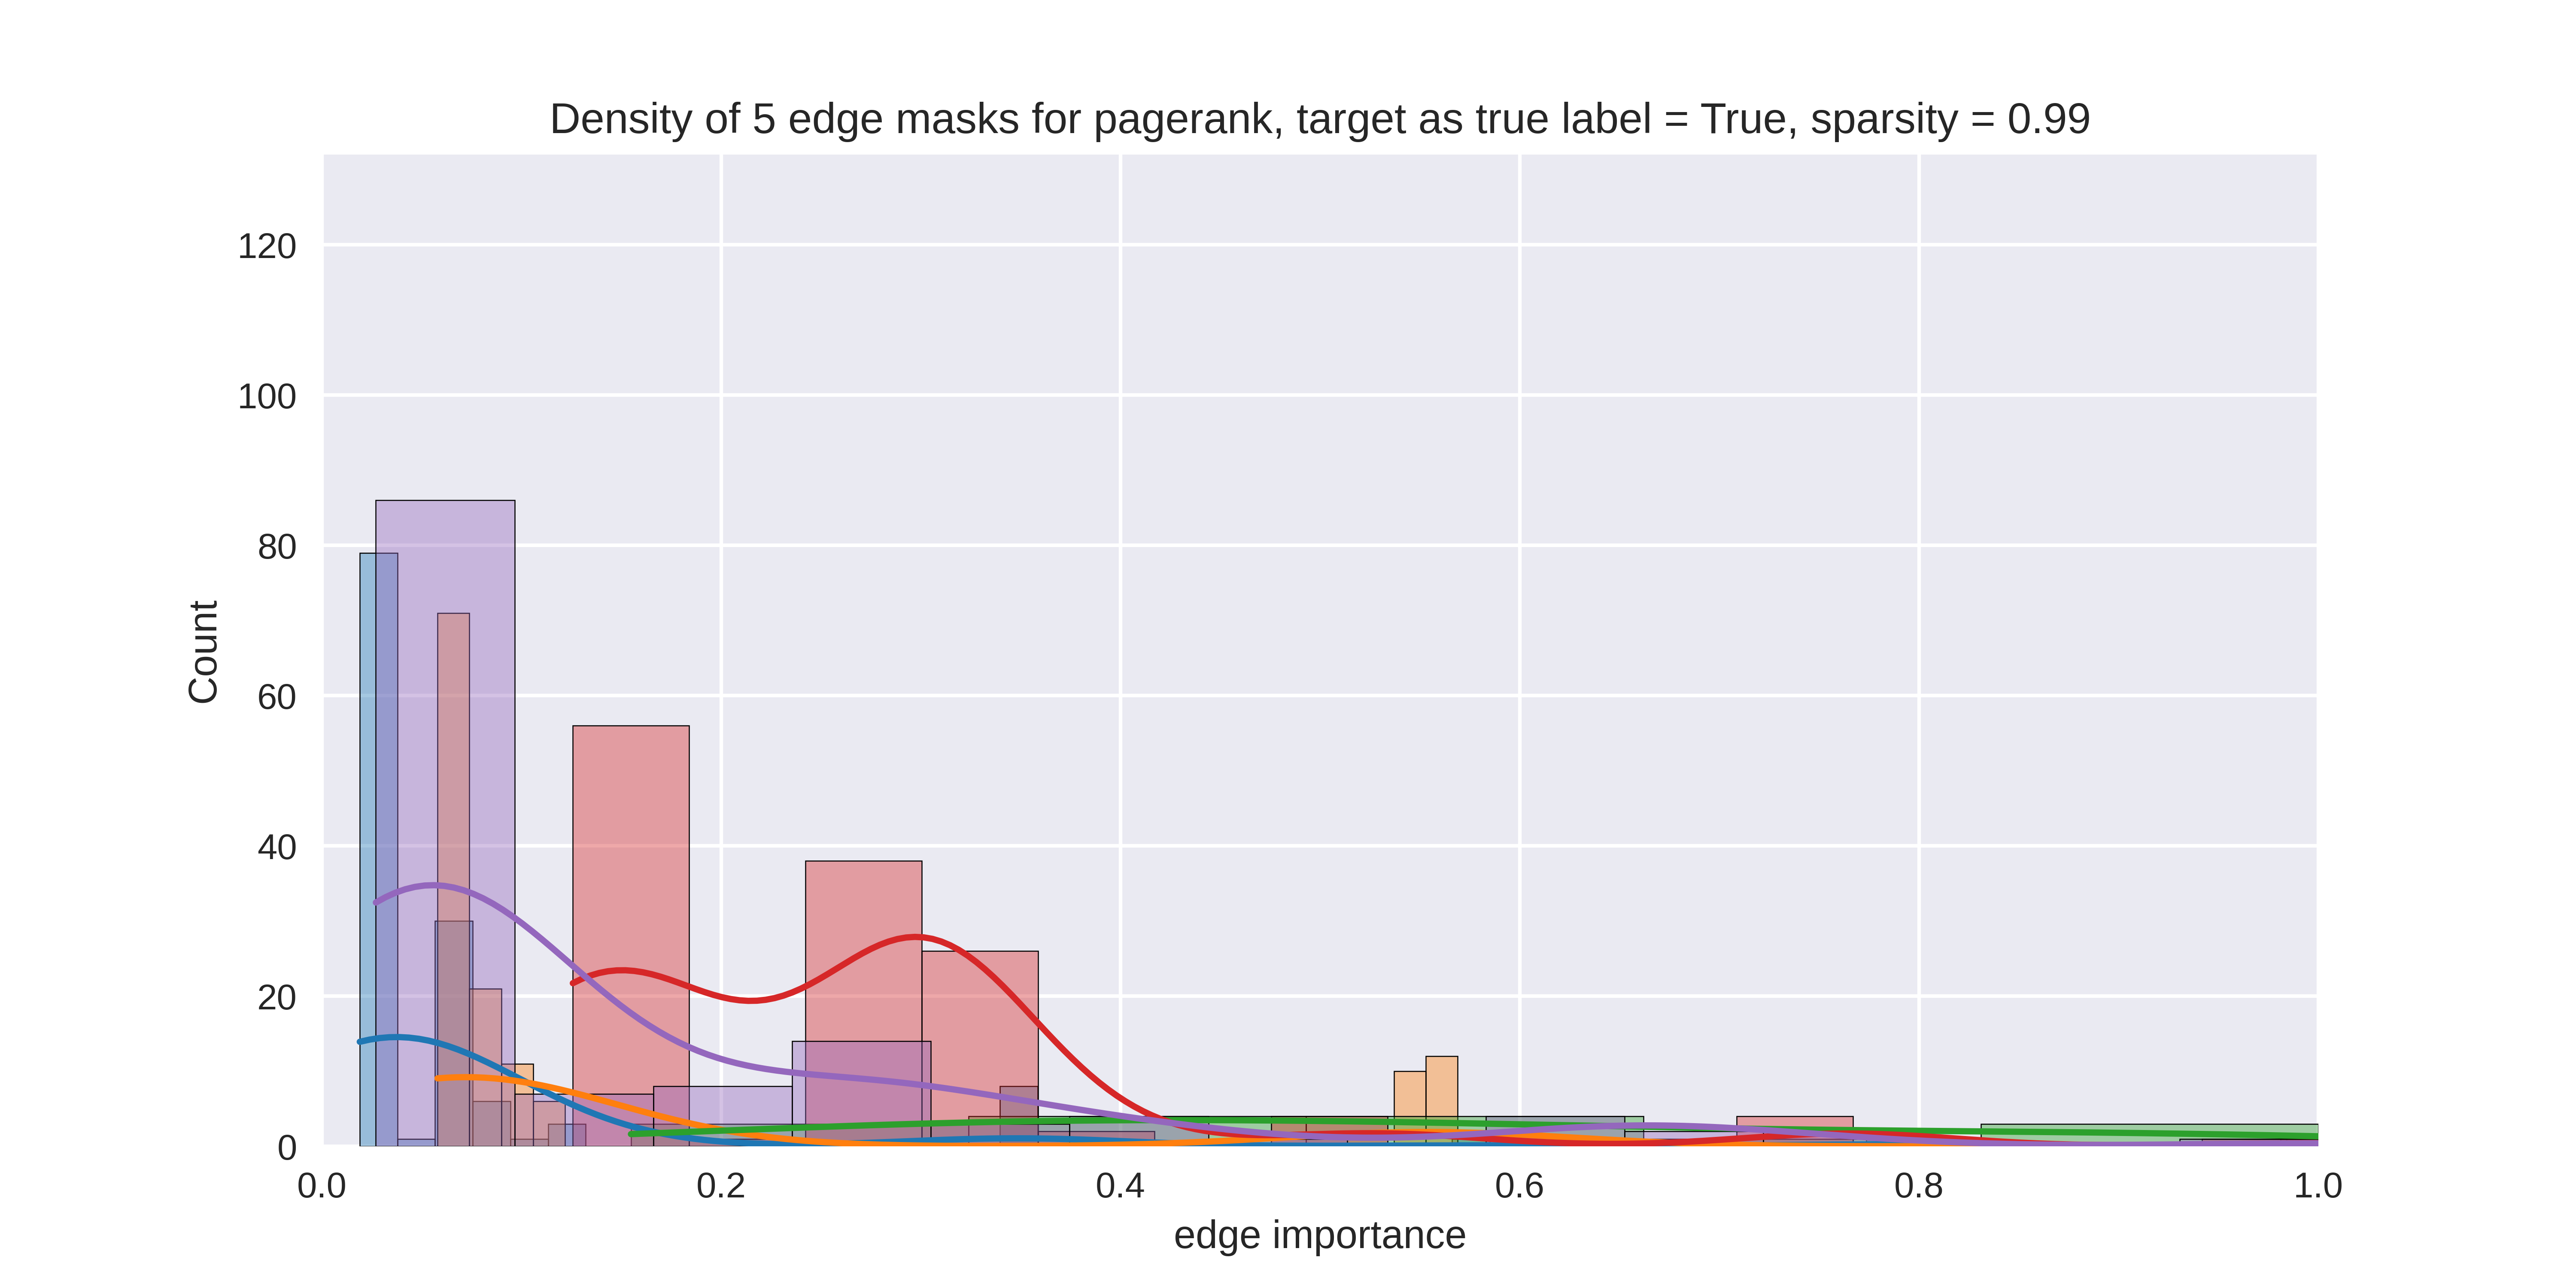 Density of 5 edge masks for pagerank, target as true label = True, sparsity = 0.99
120
100
80
60
40
20
0
Count
0.0 0.2 0.4 0.6 0.8 1.0
edge importance